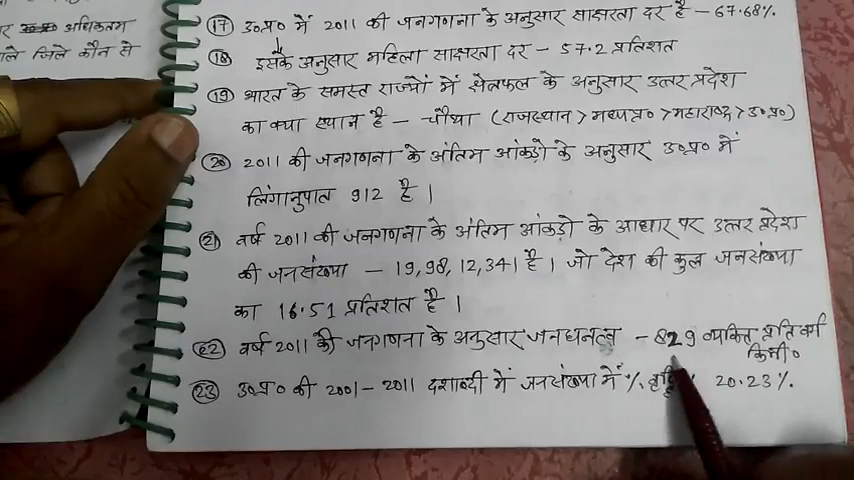 अधिकतम
ले जिले कौन से
(17) उ०प्र० में 2011 की जनगणना के अनुसार साक्षरता दर है - 67.68%.
(18) इसके अनुसार महिला साक्षरता दर - 57.2 प्रतिशत
(19) भारत के समस्त राज्यों में क्षेत्रफल के अनुसार उत्तर प्रदेश
का क्या स्थान है - चौथा (राजस्थान > मध्यप्र० > महाराष्ट्र > उ०प्र०)
(20) 2011 की जनगणना के अंतिम आंकड़ो के अनुसार उ०प्र० में
लिंगानुपात 912 है।
(21) वर्ष 2011 की जनगणना के अंतिम आंकड़ो के आधार पर उत्तर प्रदेश
की जनसंख्या - 19,98,12,341 है। जो देश की कुल जनसंख्या
का 16.51 प्रतिशत है।
(22) वर्ष 2011 की जनगणना के अनुसार जनघनत्व - 829 व्यक्ति प्रति वर्ग
किमी०
(23) उ०प्र० की 2001-2011 दशाब्दी में जनसंख्या में % 20.23%.